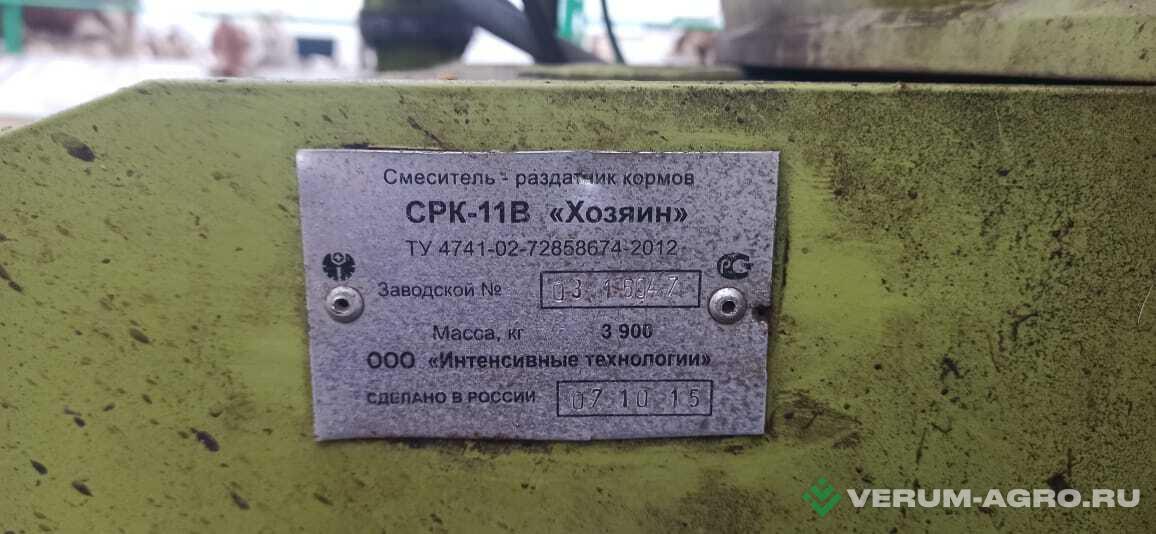 Смеситель - раздатчик кормов
СРК-11В «Хозяин»
ТУ 4741-02-72858674-2012
РСТ
Заводской №
Масса, кг 3 900
ООО «Интенсивные технологии»
СДЕЛАНО В РОССИИ 07 10 15
VERUM-AGRO.RU